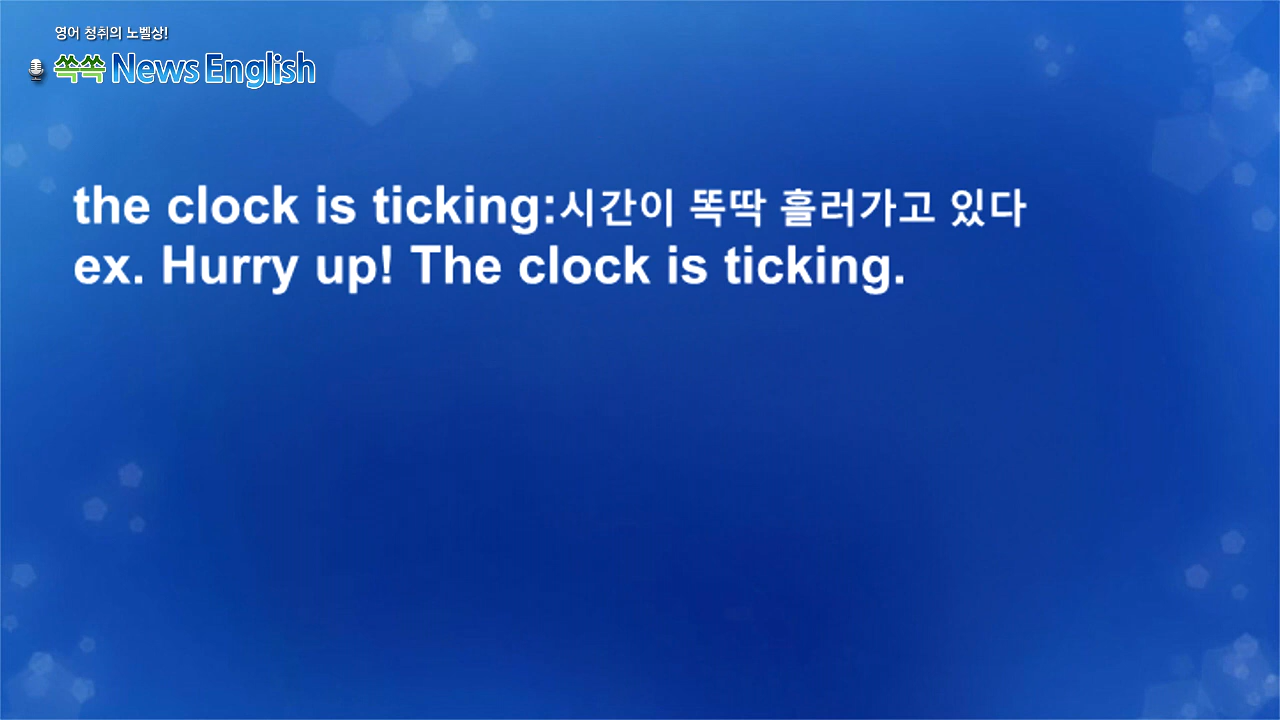 영어 청취의 노벨상!
쏙쏙 News English
the clock is ticking:시간이 똑딱 흘러가고 있다
ex. Hurry up! The clock is ticking.